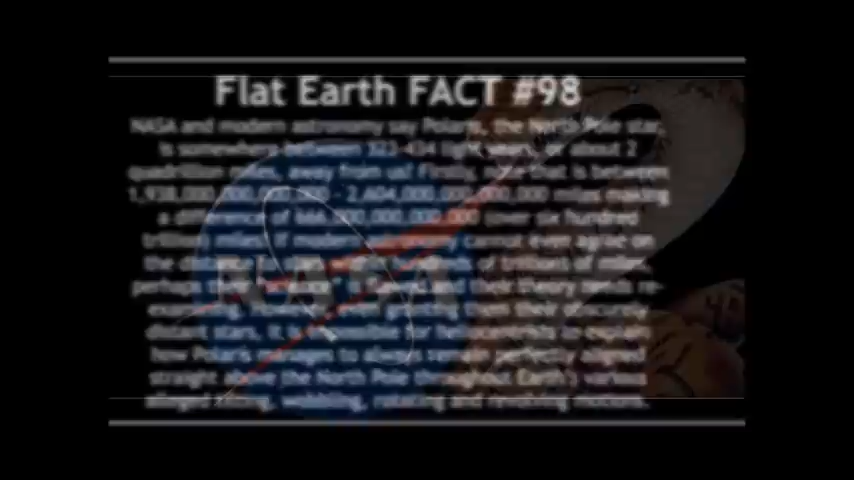 Flat Earth FACT #98
NASA and modern astronomy say Polaris, the North Pole star,
is somewhere between 323-434 light years, or about 2
quadrillion miles, away from us! Firstly, note that is between
1,938,000,000,000,000 - 2,604,000,000,000,000 miles making
a difference of 666,000,000,000,000 (over six hundred
trillion) miles! If modern astronomy cannot even agree on
the distance to stars within hundreds of trillions of miles,
perhaps their "science" is flawed and their theory needs re-
examining. However, even granting them their obscurely
distant stars, it is impossible for heliocentrists to explain
how Polaris manages to always remain perfectly aligned
straight above the North Pole throughout Earth's various
alleged tilting, wobbling, rotating and revolving motions.
NASA